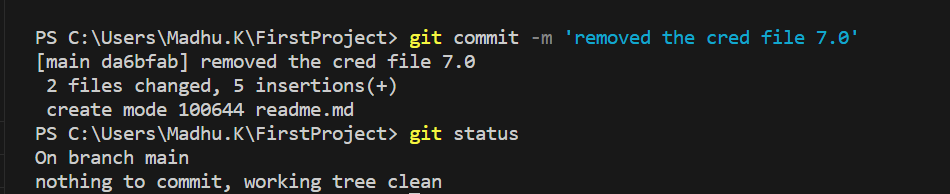 PS C:\Users\Madhu.K\FirstProject> git commit -m 'removed the cred file 7.0'
[main da6bfab] removed the cred file 7.0
 2 files changed, 5 insertions(+)
 create mode 100644 readme.md
PS C:\Users\Madhu.K\FirstProject> git status
On branch main
nothing to commit, working tree clean